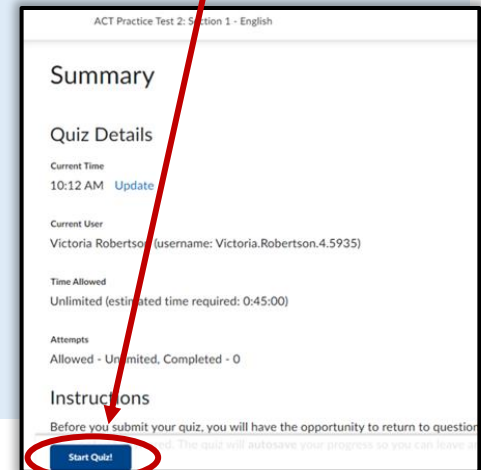 ACT Practice Test 2: Section 1 - English
Summary
Quiz Details
Current Time
10:12 AM Update
Current User
Victoria Robertson (username: Victoria.Robertson.4.5935)
Time Allowed
Unlimited (estimated time required: 0:45:00)
Attempts
Allowed - Unlimited, Completed - 0
Instructions
Before you submit your quiz, you will have the opportunity to return to question
red. The quiz will autosave your progress so you can leave an
Start Quiz!